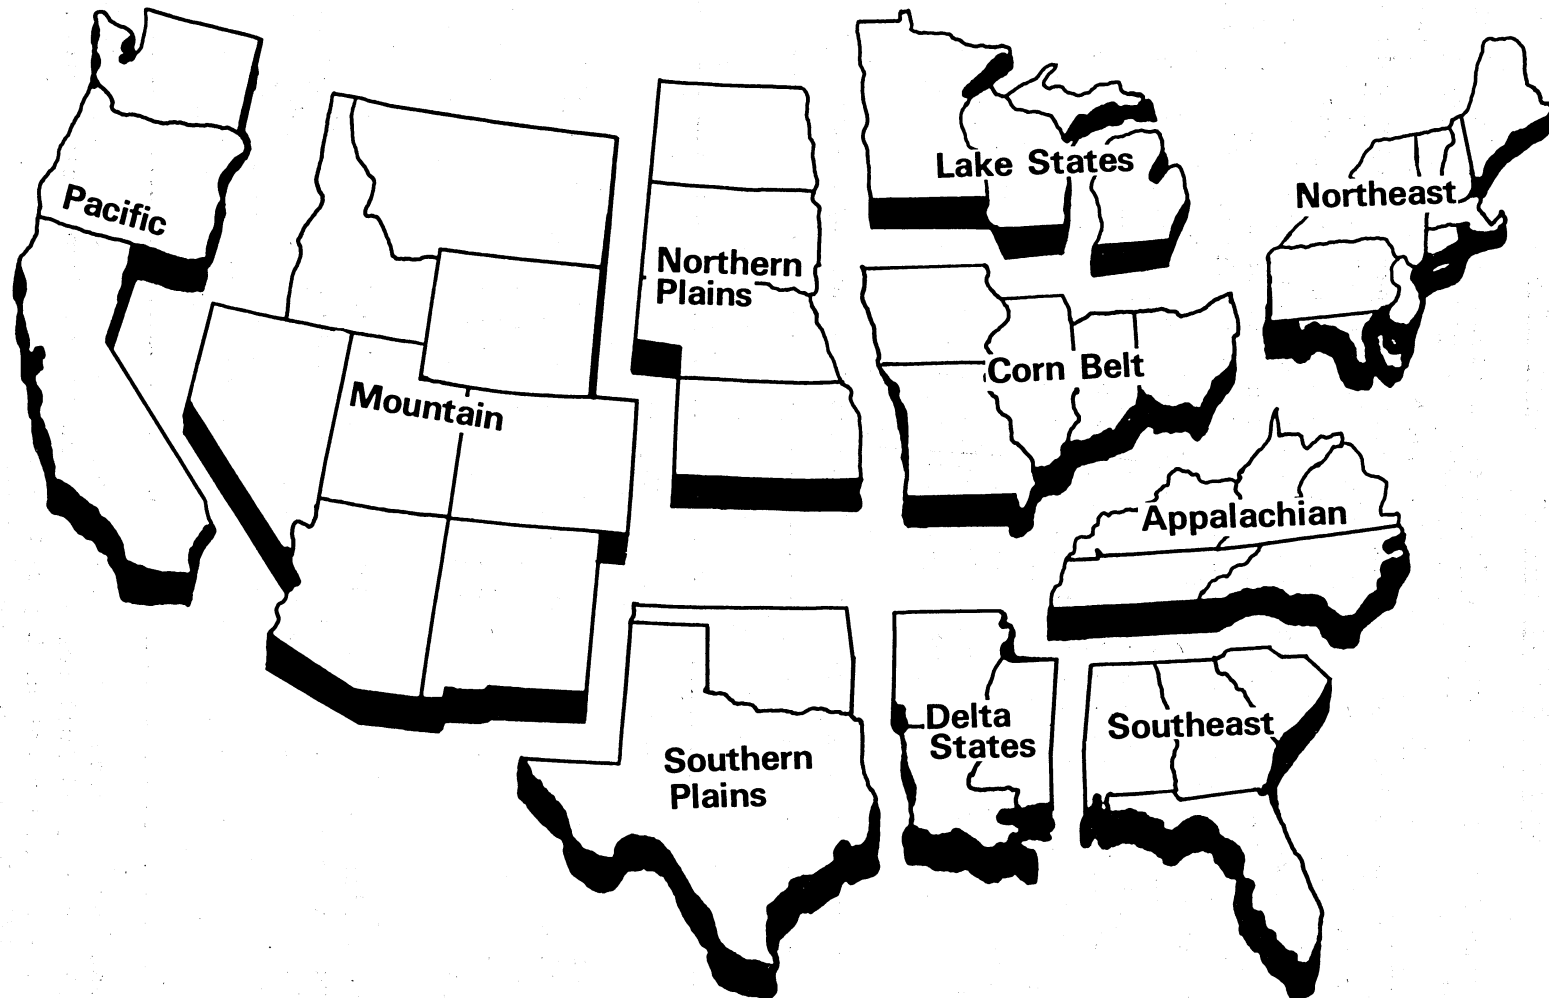 Pacific
Mountain
Northern
Plains
Lake States
Northeast
Corn Belt
Appalachian
Southern
Plains
Delta
States
Southeast